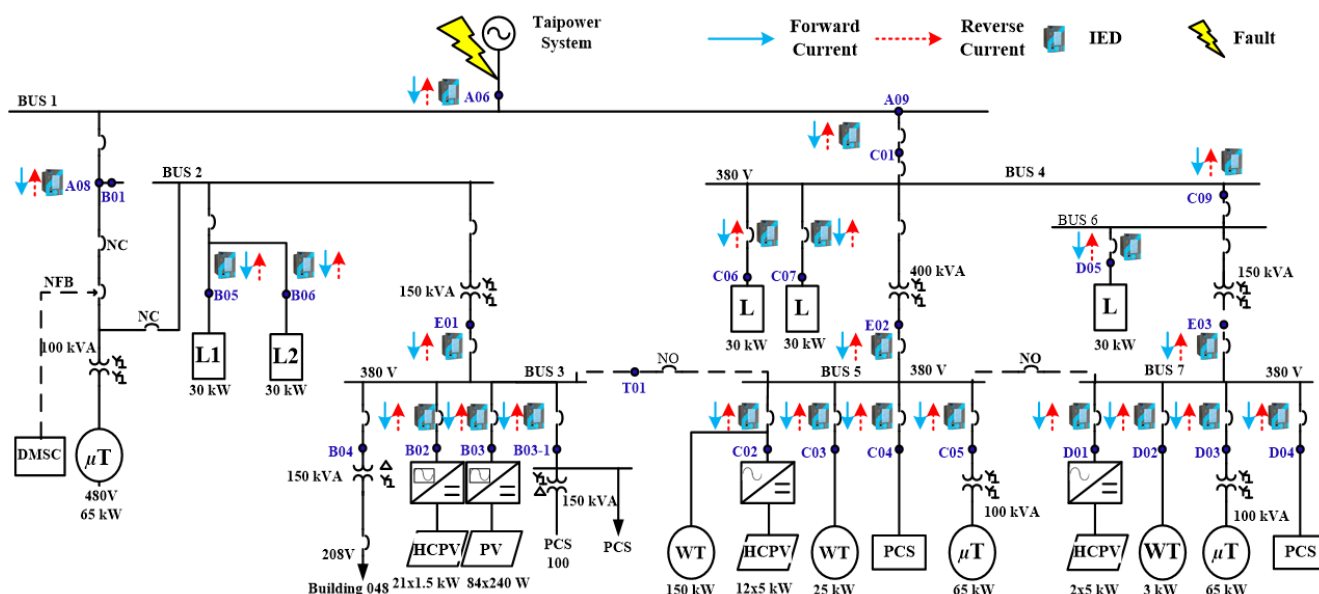 Taipower
System
Forward
Current
Reverse
Current
IED
Fault
A06
BUS 1
A09
C01
A08
B01
BUS 2
380 V
BUS 4
C09
NC
BUS 6
D05
B05
B06
C06
C07
400 kVA
150 kVA
NFB
NC
150 kVA
E01
L1
L2
L
L
L
E02
E03
100 kVA
30 kW
30 kW
30 kW
30 kW
30 kW
380 V
BUS 3
T01
NO
BUS 5
380 V
NO
BUS 7
380 V
DMSC
μT
480V
65 kW
B04
B02
B03
B03-1
C02
C03
C04
C05
D01
D02
D03
D04
150 kVA
150 kVA
100 kVA
100 kVA
208V
HCPV
PV
PCS
100
PCS
WT
HCPV
WT
PCS
μT
HCPV
WT
μT
PCS
Building 048
21x1.5 kW
84x240 W
150 kW
12x5 kW
25 kW
65 kW
2x5 kW
3 kW
65 kW